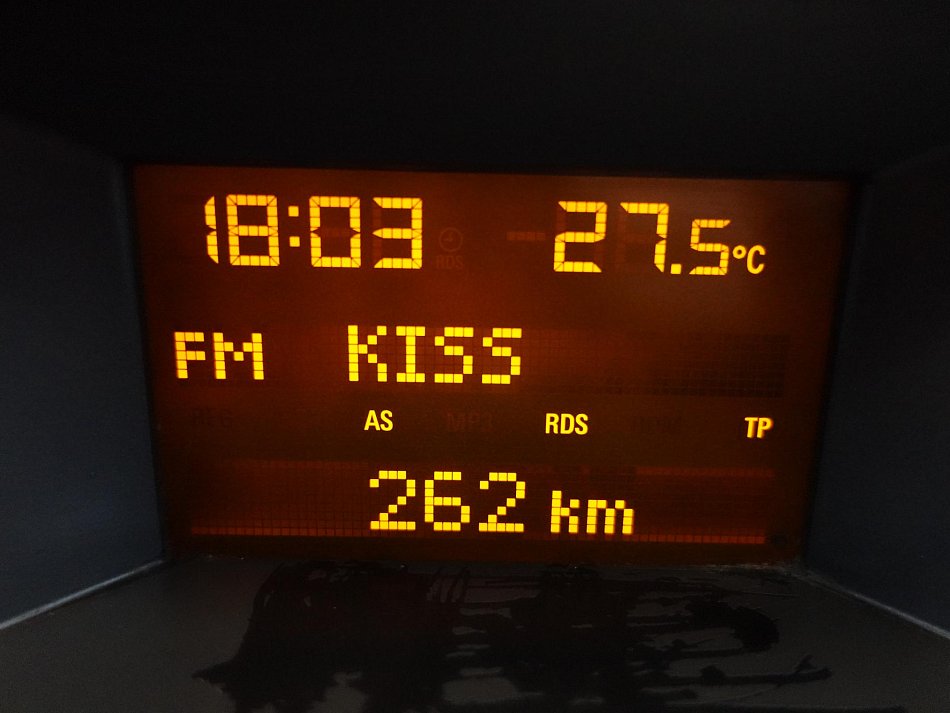 18:03 27.5 °C
FM KISS
AS RDS TP
262 km